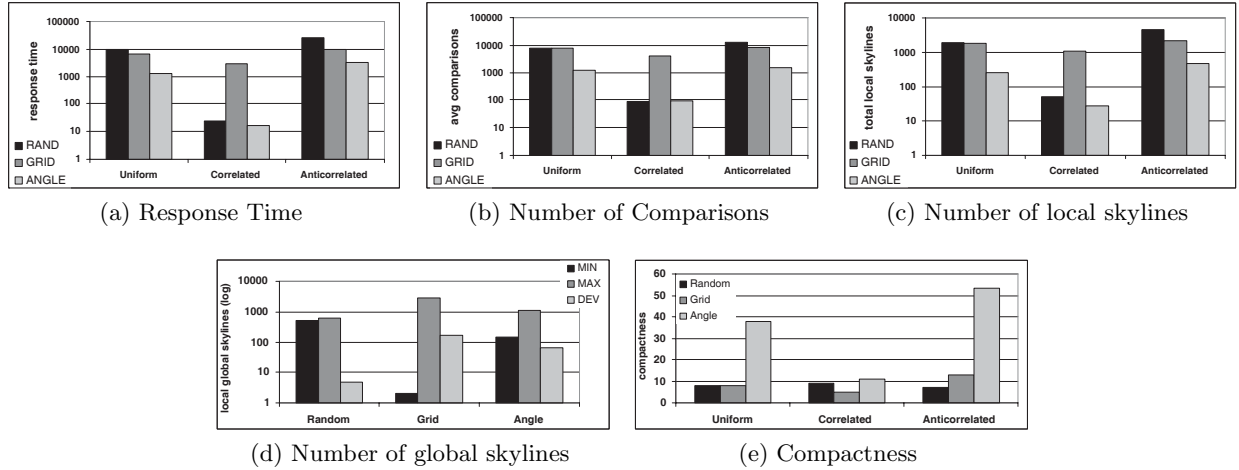 100000
10000
1000
100
10
1
response time
RAND
GRID
ANGLE
Uniform
Correlated
Anticorrelated
(a) Response Time
100000
10000
1000
100
10
1
avg comparisons
RAND
GRID
ANGLE
Uniform
Correlated
Anticorrelated
(b) Number of Comparisons
10000
1000
100
10
1
total local skylines
RAND
GRID
ANGLE
Uniform
Correlated
Anticorrelated
(c) Number of local skylines
10000
1000
100
10
1
local global skylines (log)
MIN
MAX
DEV
Random
Grid
Angle
(d) Number of global skylines
60
50
40
30
20
10
0
compactness
Random
Grid
Angle
Uniform
Correlated
Anticorrelated
(e) Compactness